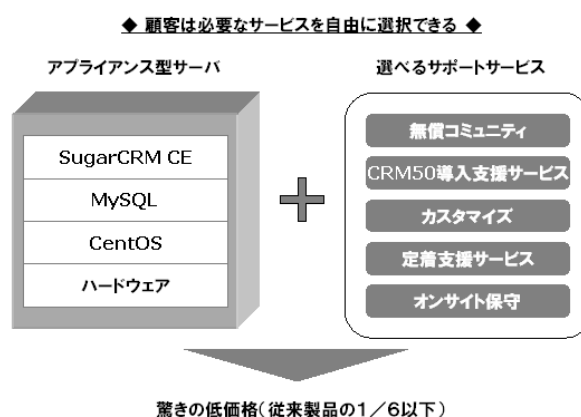 ◆ 顧客は必要なサービスを自由に選択できる ◆
アプライアンス型サーバ
選べるサポートサービス
SugarCRM CE
MySQL
CentOS
ハードウェア
無償コミュニティ
CRM50導入支援サービス
カスタマイズ
定着支援サービス
オンサイト保守
驚きの低価格(従来製品の1/6以下)